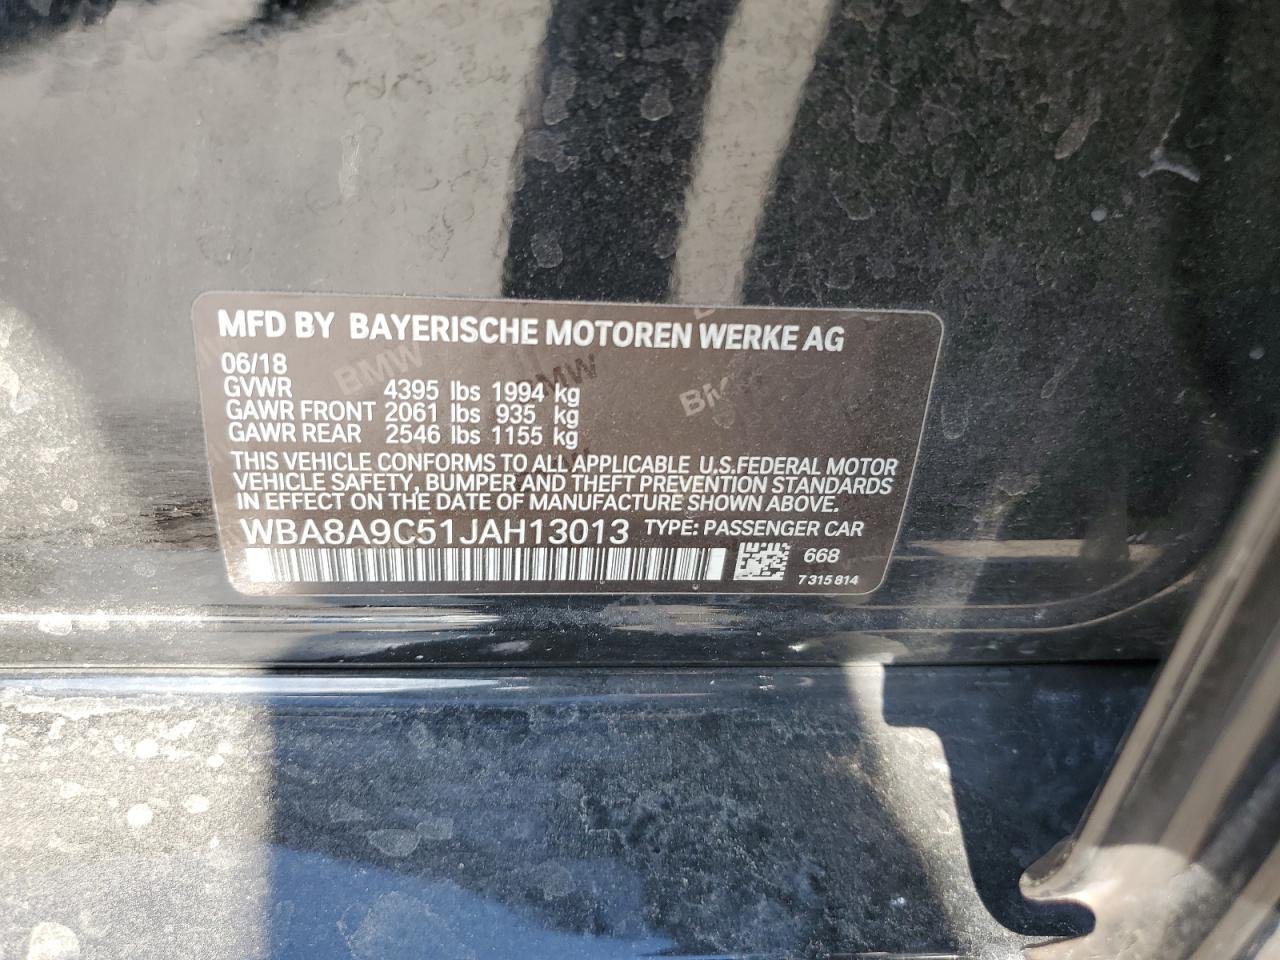 MFD BY BAYERISCHE MOTOREN WERKE AG
06/18
GVWR 4395 lbs 1994 kg
GAWR FRONT 2061 lbs 935 kg
GAWR REAR 2546 lbs 1155 kg
THIS VEHICLE CONFORMS TO ALL APPLICABLE U.S.FEDERAL MOTOR
VEHICLE SAFETY, BUMPER AND THEFT PREVENTION STANDARDS
IN EFFECT ON THE DATE OF MANUFACTURE SHOWN ABOVE.
WBA8A9C51JAH13013 TYPE: PASSENGER CAR
668
7 315 814